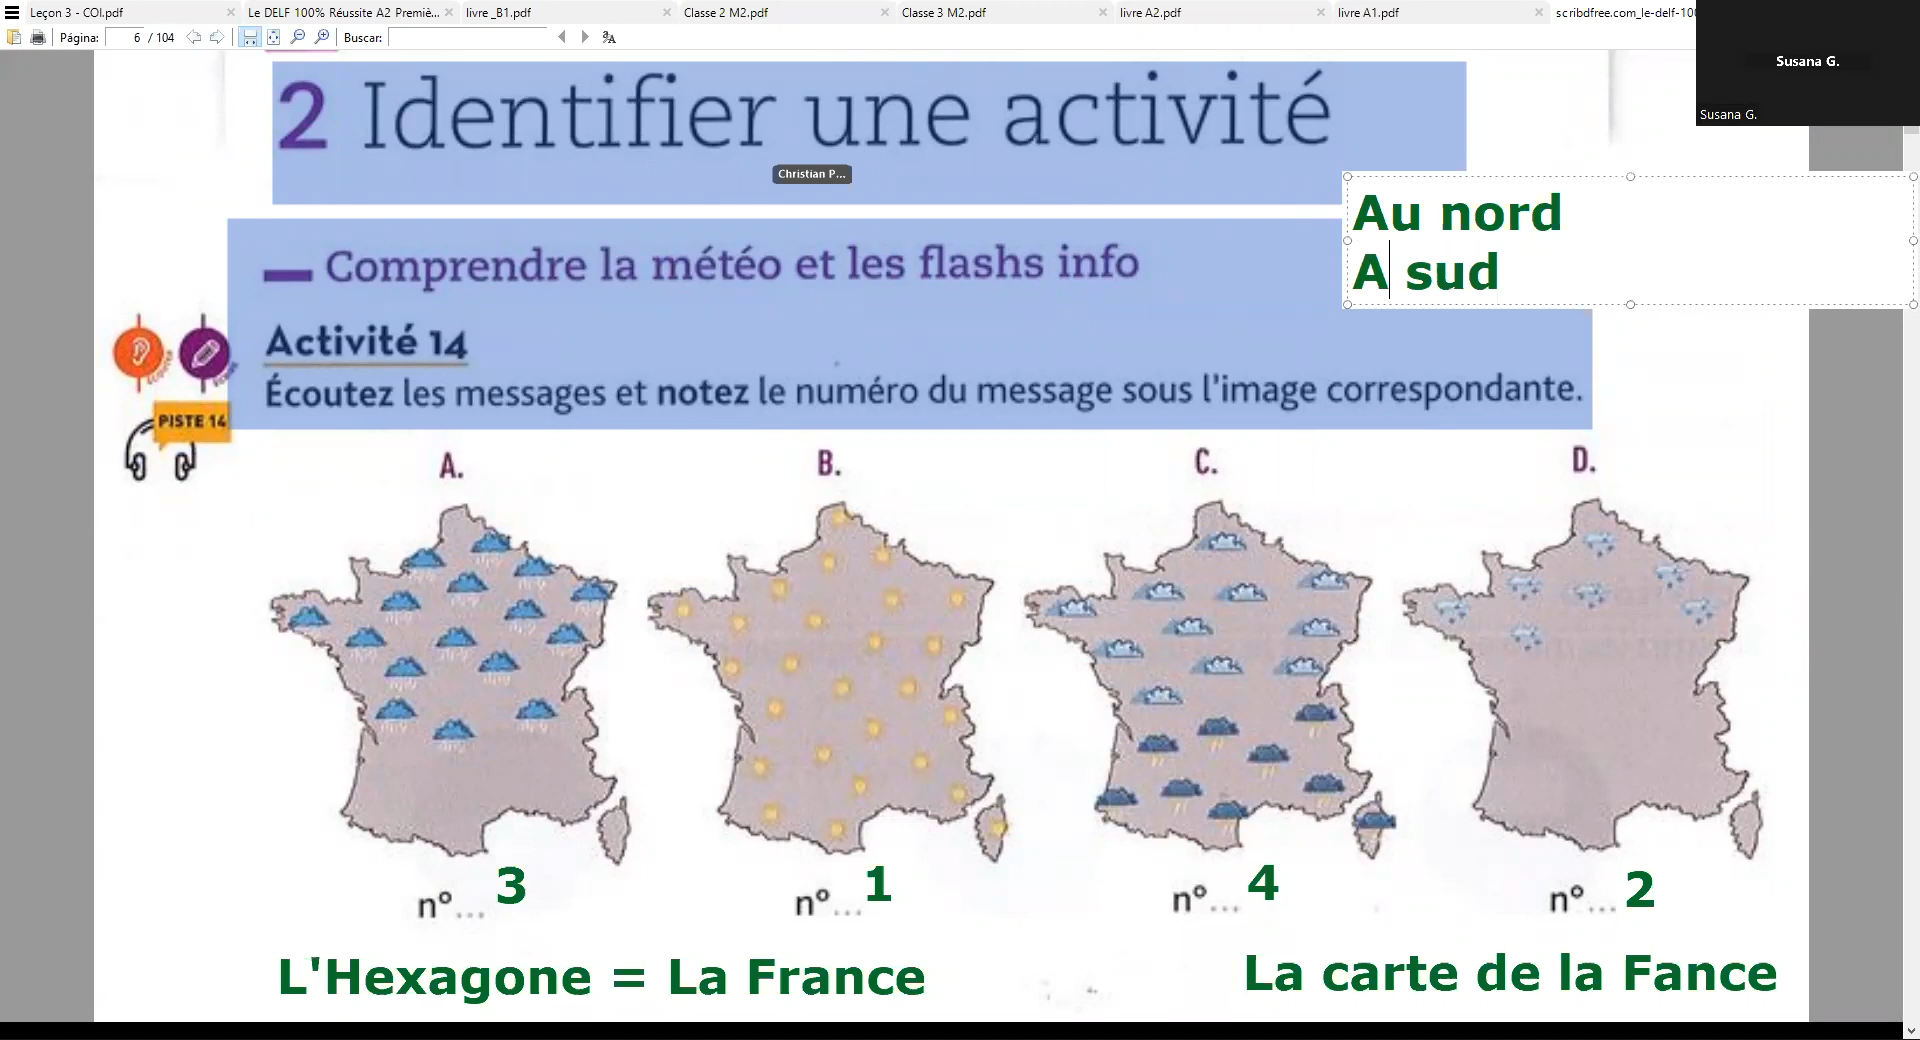 Leçon 3 - COI.pdf
Le DELF 100% Réussite A2 Premiè...
livre _B1.pdf
Classe 2 M2.pdf
Classe 3 M2.pdf
livre A2.pdf
livre A1.pdf
scribdfree.com_le-delf-100
Página: 6 / 104 Buscar:
Susana G.
Susana G.
2 Identifier une activité
Christian P...
Au nord
A sud
Comprendre la météo et les flashs info
Activité 14
Écoutez les messages et notez le numéro du message sous l'image correspondante.
PISTE 14
A. B. C. D.
n°... 3 n°... 1 n°... 4 n°... 2
L'Hexagone = La France
La carte de la Fance